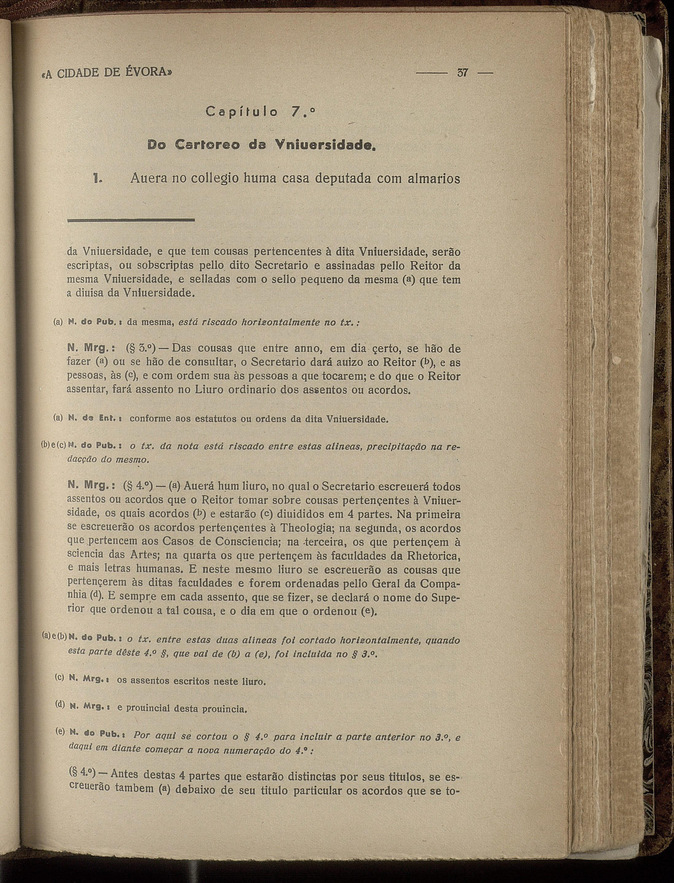 «A CIDADE DE ÉVORA» — 37 —
Capítulo 7.º
Do Cartoreo da Vniuersidade.
1. Auera no collegio huma casa deputada com almarios
da Vniuersidade, e que tem cousas pertencentes à dita Vniuersidade, serão
escriptas, ou sobscriptas pello dito Secretario e assinadas pello Reitor da
mesma Vniuersidade, e selladas com o sello pequeno da mesma (a) que tem
a diuisa da Vniuersidade.
(a) N. do Pub.: da mesma, está riscado horizontalmente no tx.:
N. Mrg.: (§ 3.º) — Das cousas que entre anno, em dia çerto, se hão de
fazer (a) ou se hão de consultar, o Secretario dará auizo ao Reitor (b), e as
pessoas, às (c), e com ordem sua às pessoas a que tocarem; e do que o Reitor
assentar, fará assento no Liuro ordinario dos assentos ou acordos.
(a) N. de Ent.: conforme aos estatutos ou ordens da dita Vniuersidade.
(b) e (c) N. do Pub.: o tx. da nota está riscado entre estas alineas, precipitação na re-
dacção do mesmo.
N. Mrg.: (§ 4.º) — (a) Auerá hum liuro, no qual o Secretario escreuerá todos
assentos ou acordos que o Reitor tomar sobre cousas pertençentes à Vniuer-
sidade, os quais acordos (b) e estarão (c) diuididos em 4 partes. Na primeira
se escreuerão os acordos pertençentes à Theologia; na segunda, os acordos
que pertencem aos Casos de Consciencia; na terceira, os que pertençem à
sciencia das Artes; na quarta os que pertençem às faculdades da Rhetorica,
e mais letras humanas. E neste mesmo liuro se escreuerão as cousas que
pertençerem às ditas faculdades e forem ordenadas pello Geral da Compa-
nhia (d). E sempre em cada assento, que se fizer, se declará o nome do Supe-
rior que ordenou a tal cousa, e o dia em que o ordenou (e).
(a) e (b) N. do Pub.: o tx. entre estas duas alineas foi cortado horizontalmente, quando
esta parte dêste 4.º §, que vai de (b) a (e), foi incluida no § 3.º.
(c) N. Mrg.: os assentos escritos neste liuro.
(d) N. Mrg.: e prouincial desta prouincia.
(e) N. do Pub.: Por aqui se cortou o § 4.º para incluir a parte anterior no 3.º, e
daqui em diante começar a nova numeração do 4.º:
(§ 4.º) — Antes destas 4 partes que estarão distinctas por seus titulos, se es-
creuerão tambem (a) debaixo de seu titulo particular os acordos que se to-